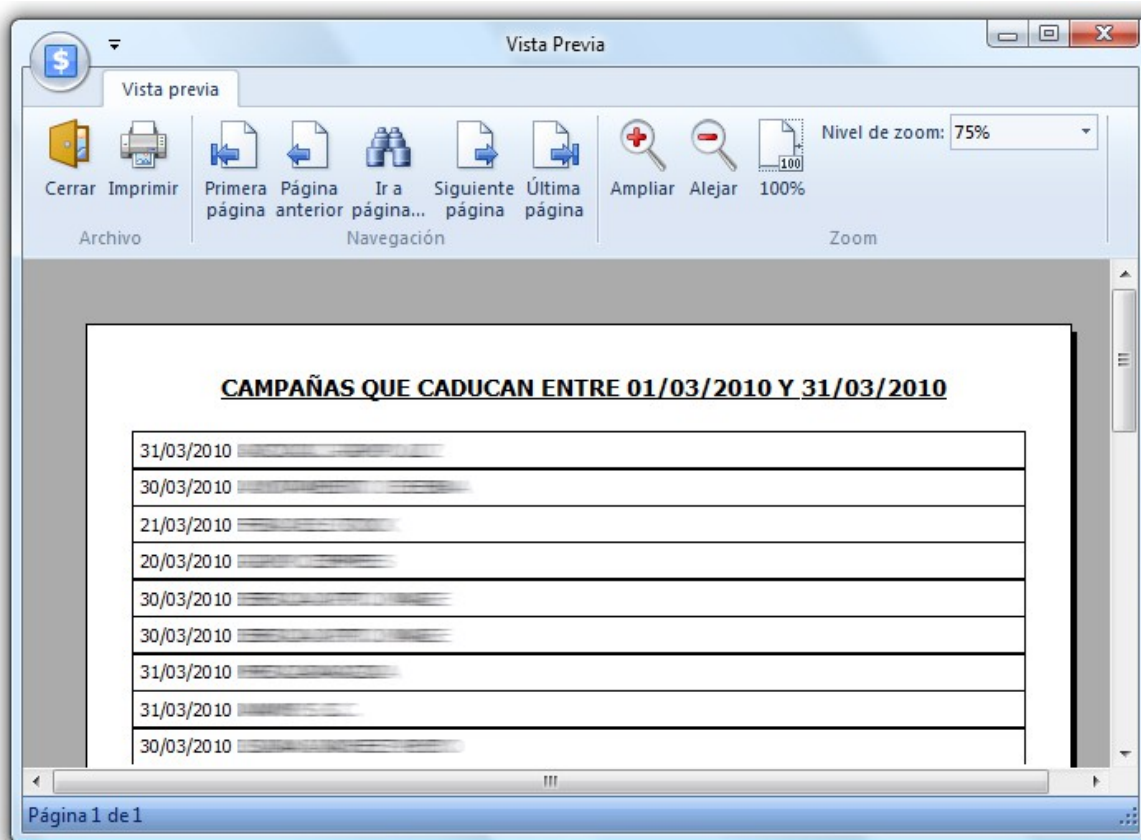 Vista Previa
Vista previa
Cerrar Imprimir Primera página Página anterior Ir a página... Siguiente página Última página Ampliar Alejar 100 100% Nivel de zoom: 75%
Archivo Navegación Zoom
CAMPAÑAS QUE CADUCAN ENTRE 01/03/2010 Y 31/03/2010
31/03/2010
30/03/2010
21/03/2010
20/03/2010
30/03/2010
30/03/2010
31/03/2010
31/03/2010
30/03/2010
Página 1 de 1